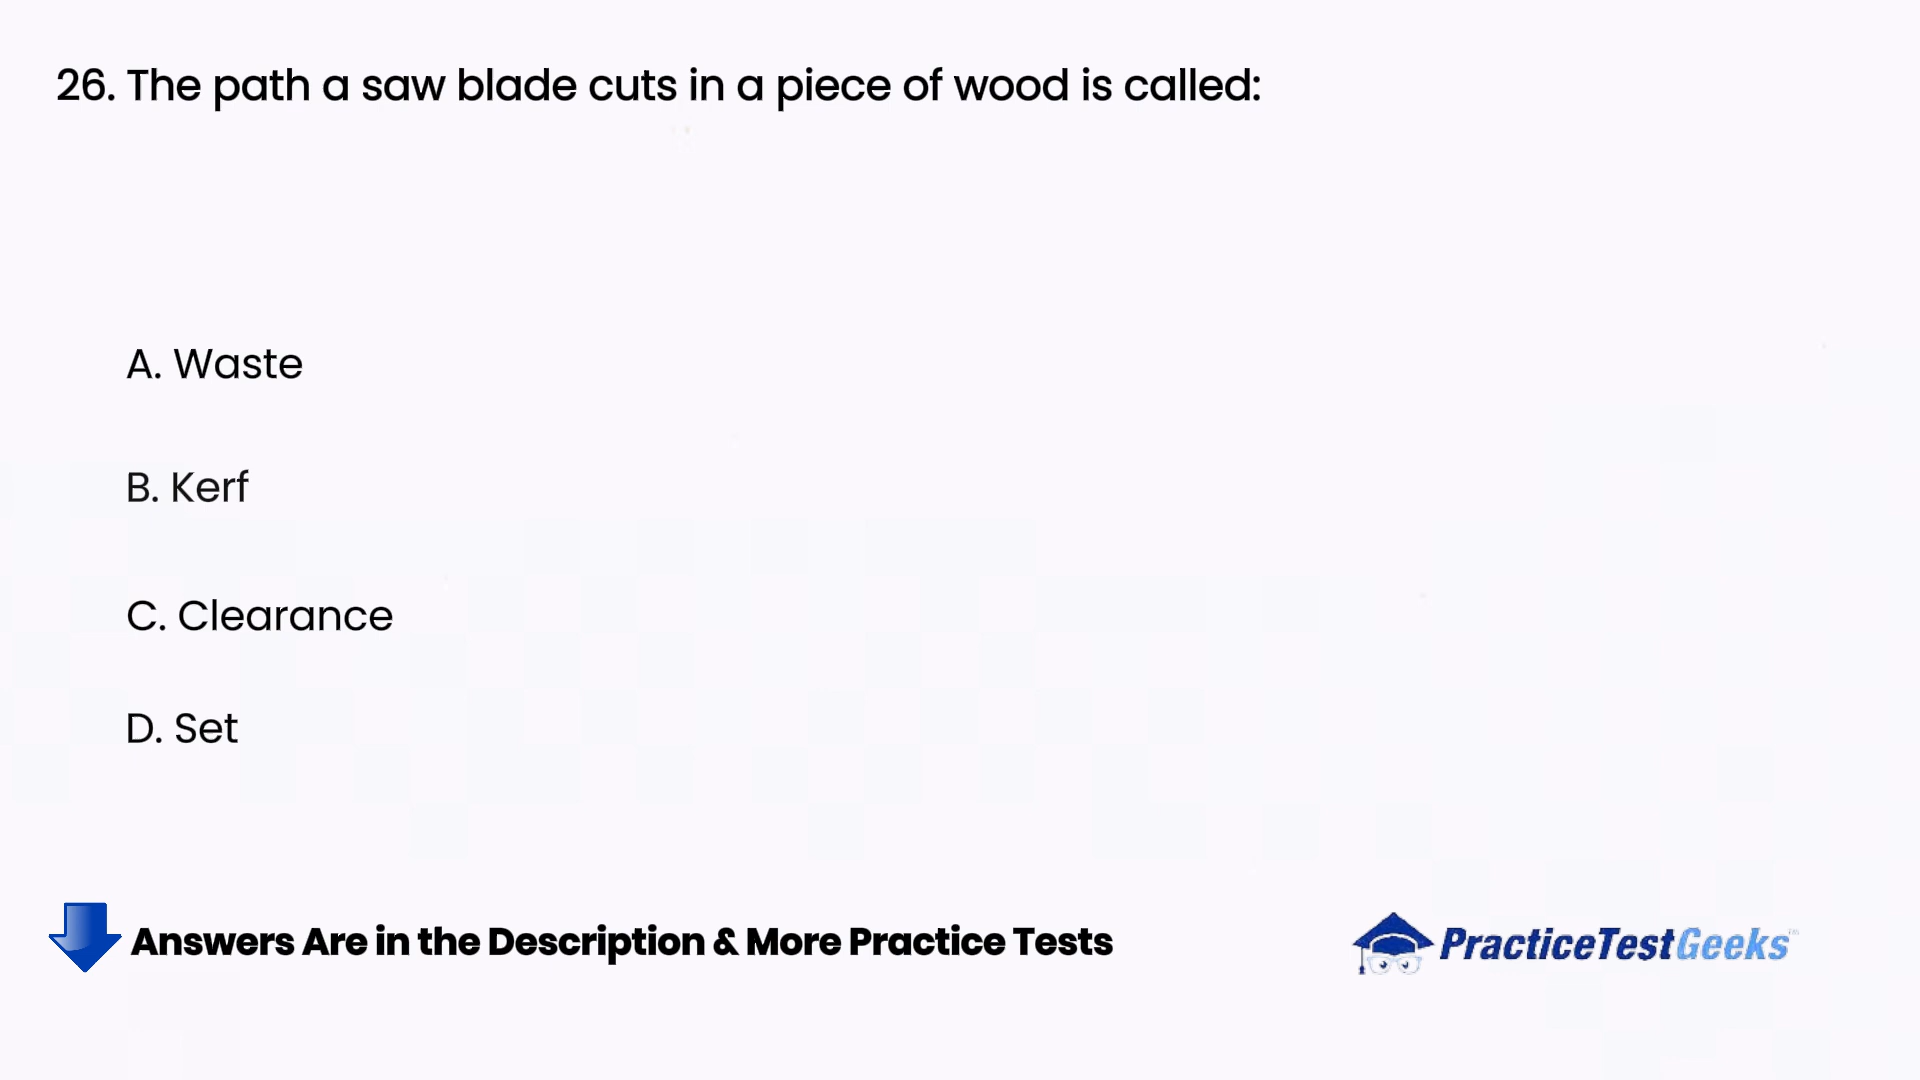 26. The path a saw blade cuts in a piece of wood is called:
A. Waste
B. Kerf
C. Clearance
D. Set
Answers Are in the Description & More Practice Tests
PracticeTestGeeks™